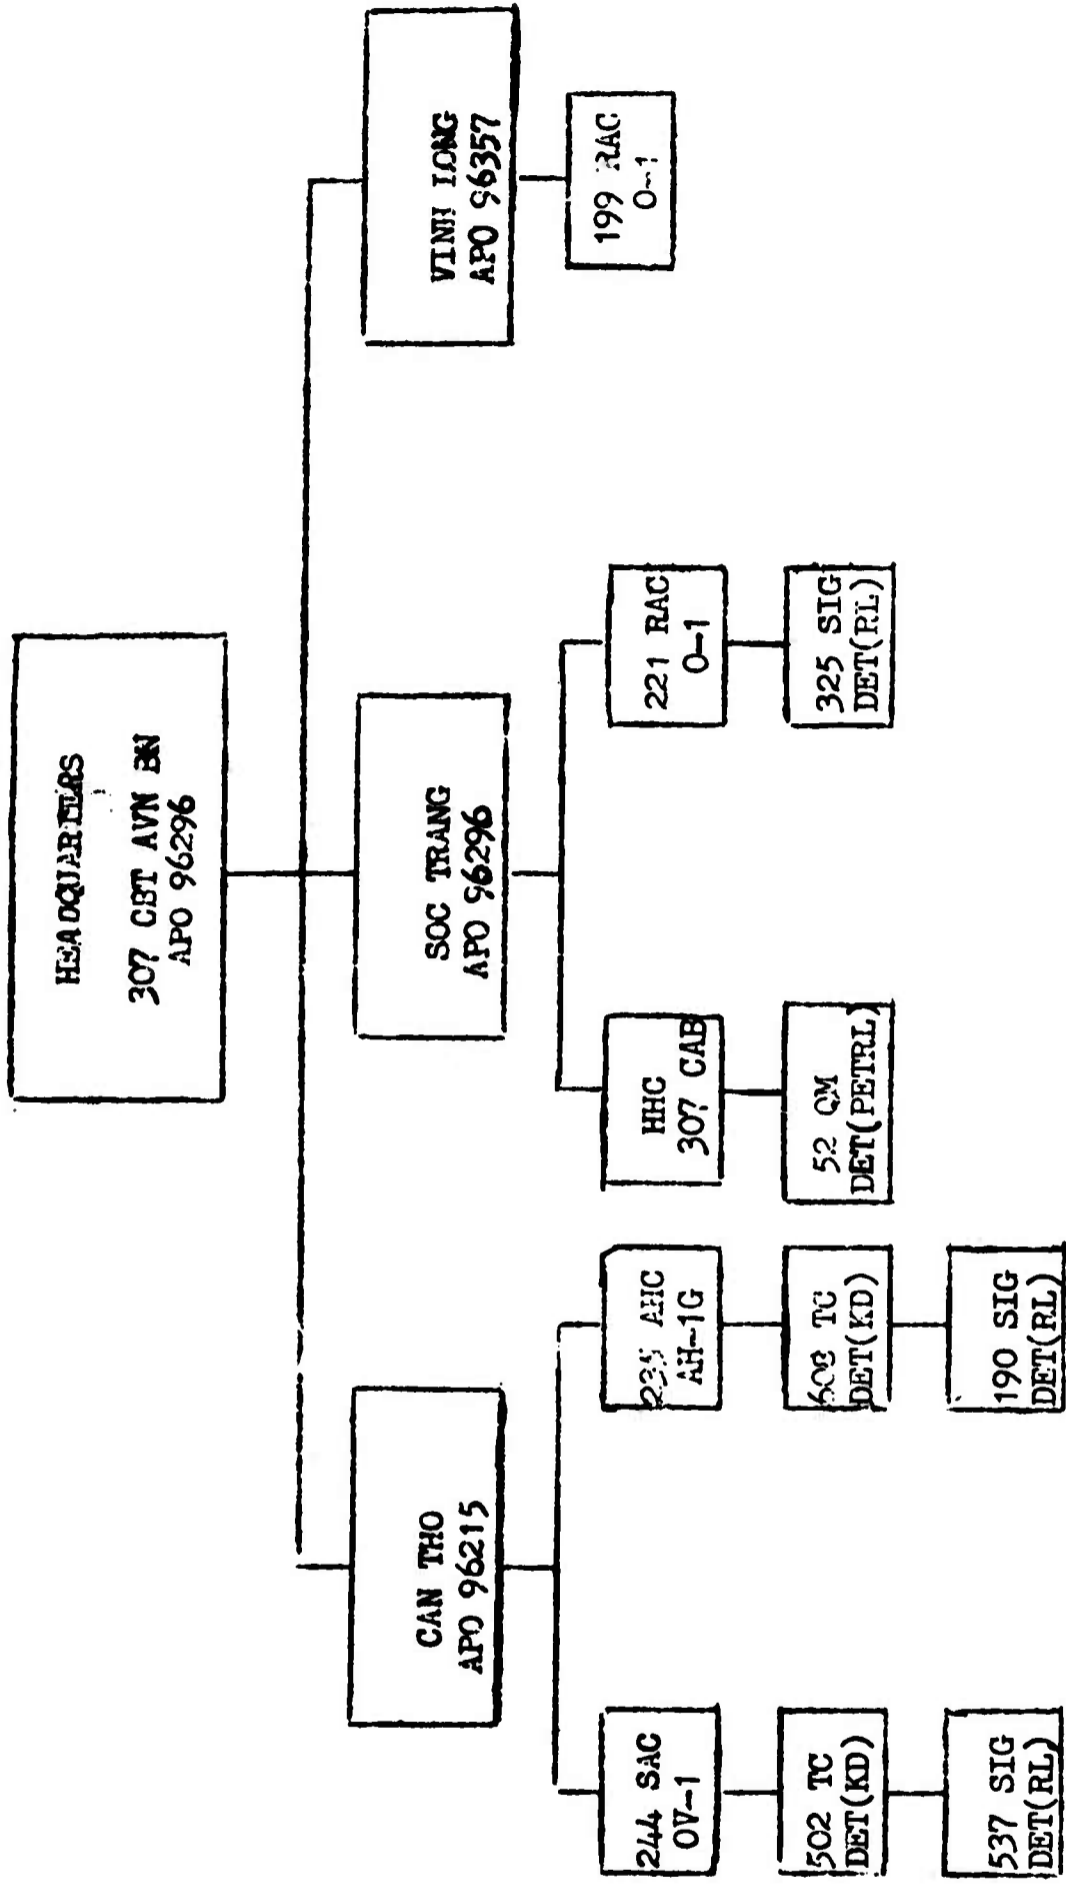 HEADQUARTERS
307 CBT AVN BN
APO 96296
CAN THO
APO 96215
SOC TRANG
APO 96296
VINH LONG
APO 96357
244 SAC
OV-1
235 AHC
AH-1G
HHC
307 CAB
221 RAC
O-1
199 RAC
O-1
502 TC
DET(KD)
TC
DET(KD)
52 QM
DET(PETRL)
325 SIG
DET(RL)
537 SIG
DET(RL)
190 SIG
DET(RL)